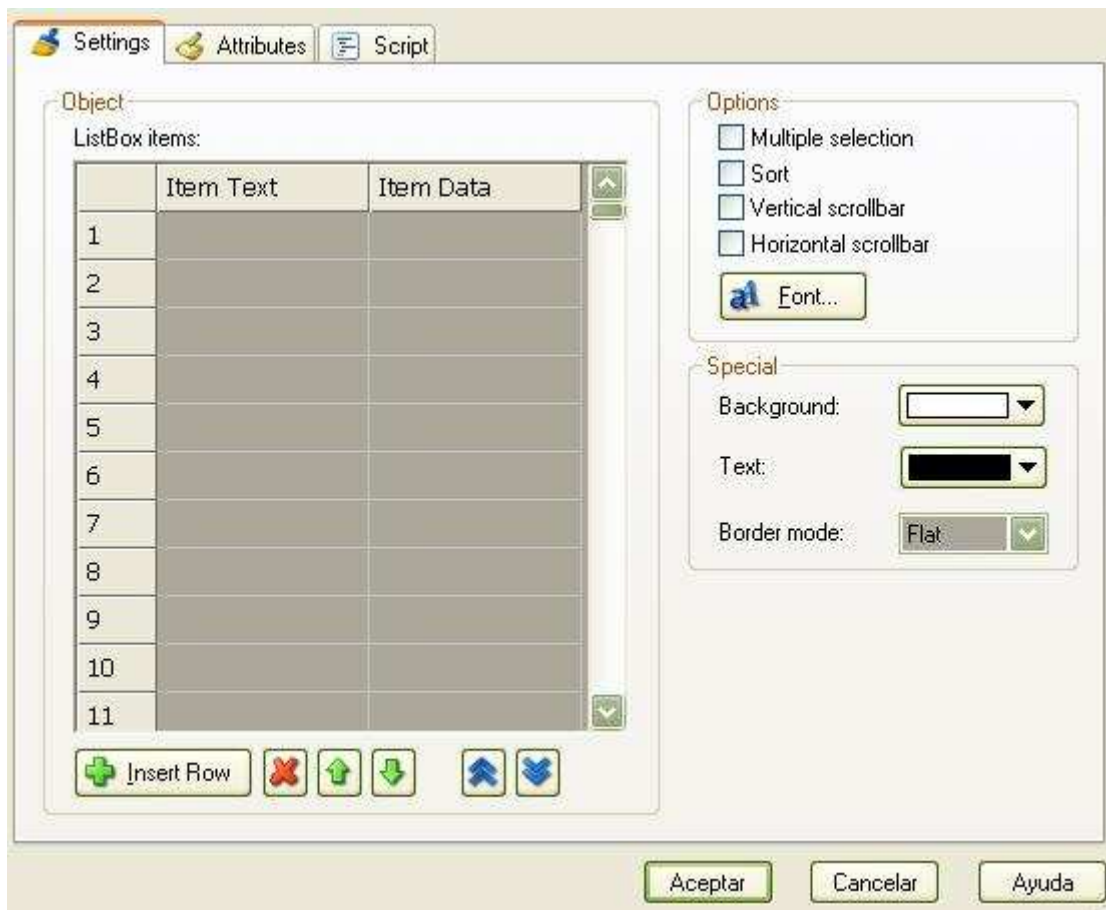 Settings Attributes Script
Object
ListBox items:
Item Text Item Data
1
2
3
4
5
6
7
8
9
10
11
Insert Row
Options
Multiple selection
Sort
Vertical scrollbar
Horizontal scrollbar
a Font...
Special
Background:
Text:
Border mode: Flat
Aceptar Cancelar Ayuda